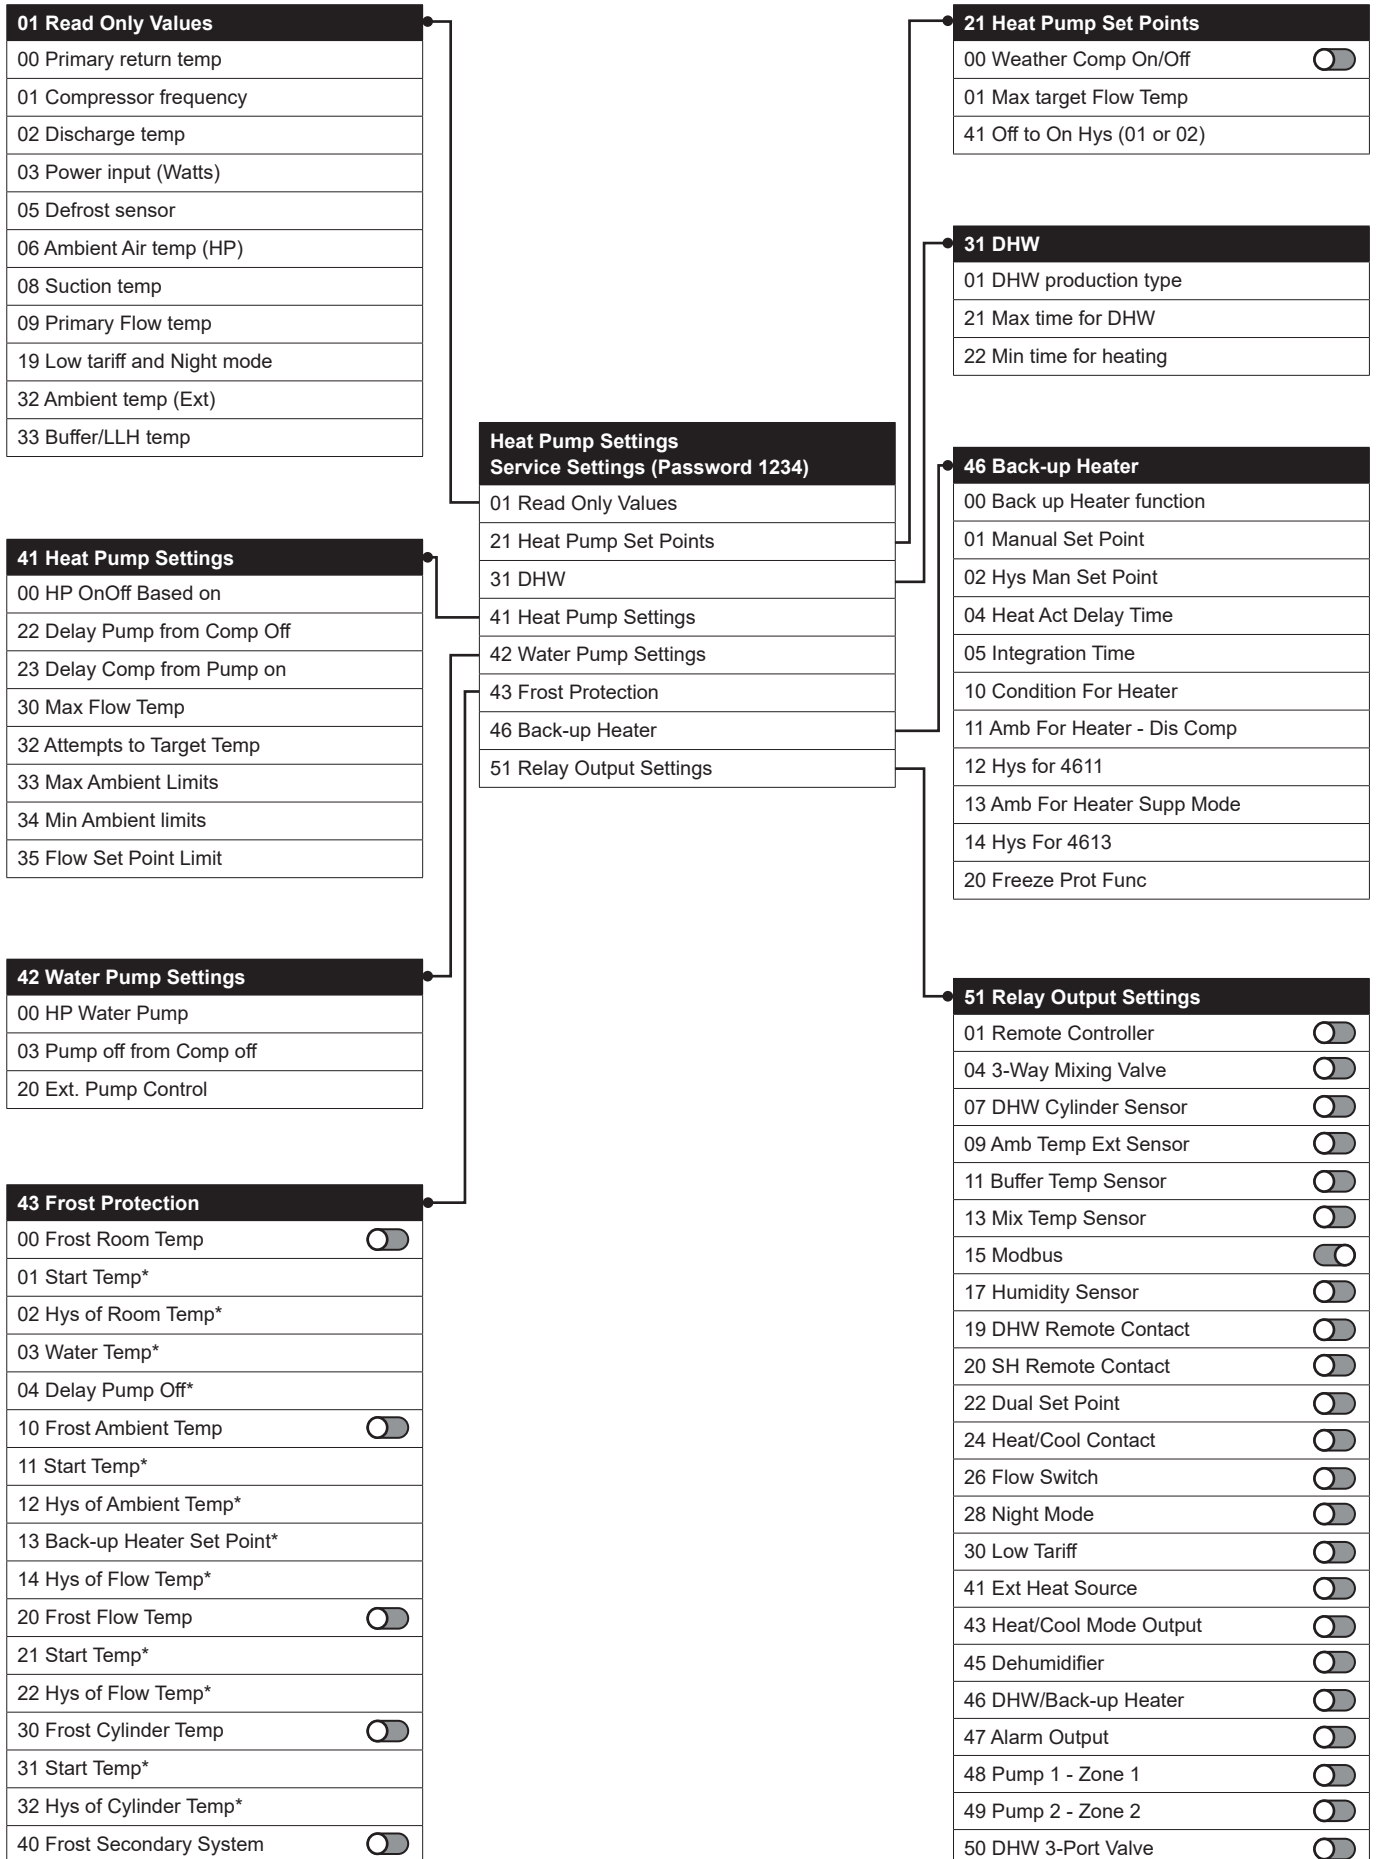 01 Read Only Values
00 Primary return temp
01 Compressor frequency
02 Discharge temp
03 Power input (Watts)
05 Defrost sensor
06 Ambient Air temp (HP)
08 Suction temp
09 Primary Flow temp
19 Low tariff and Night mode
32 Ambient temp (Ext)
33 Buffer/LLH temp
41 Heat Pump Settings
00 HP OnOff Based on
22 Delay Pump from Comp Off
23 Delay Comp from Pump on
30 Max Flow Temp
32 Attempts to Target Temp
33 Max Ambient Limits
34 Min Ambient limits
35 Flow Set Point Limit
42 Water Pump Settings
00 HP Water Pump
03 Pump off from Comp off
20 Ext. Pump Control
43 Frost Protection
00 Frost Room Temp
01 Start Temp*
02 Hys of Room Temp*
03 Water Temp*
04 Delay Pump Off*
10 Frost Ambient Temp
11 Start Temp*
12 Hys of Ambient Temp*
13 Back-up Heater Set Point*
14 Hys of Flow Temp*
20 Frost Flow Temp
21 Start Temp*
22 Hys of Flow Temp*
30 Frost Cylinder Temp
31 Start Temp*
32 Hys of Cylinder Temp*
40 Frost Secondary System
Heat Pump Settings
Service Settings (Password 1234)
01 Read Only Values
21 Heat Pump Set Points
31 DHW
41 Heat Pump Settings
42 Water Pump Settings
43 Frost Protection
46 Back-up Heater
51 Relay Output Settings
21 Heat Pump Set Points
00 Weather Comp On/Off
01 Max target Flow Temp
41 Off to On Hys (01 or 02)
31 DHW
01 DHW production type
21 Max time for DHW
22 Min time for heating
46 Back-up Heater
00 Back up Heater function
01 Manual Set Point
02 Hys Man Set Point
04 Heat Act Delay Time
05 Integration Time
10 Condition For Heater
11 Amb For Heater - Dis Comp
12 Hys for 4611
13 Amb For Heater Supp Mode
14 Hys For 4613
20 Freeze Prot Func
51 Relay Output Settings
01 Remote Controller
04 3-Way Mixing Valve
07 DHW Cylinder Sensor
09 Amb Temp Ext Sensor
11 Buffer Temp Sensor
13 Mix Temp Sensor
15 Modbus
17 Humidity Sensor
19 DHW Remote Contact
20 SH Remote Contact
22 Dual Set Point
24 Heat/Cool Contact
26 Flow Switch
28 Night Mode
30 Low Tariff
41 Ext Heat Source
43 Heat/Cool Mode Output
45 Dehumidifier
46 DHW/Back-up Heater
47 Alarm Output
48 Pump 1 - Zone 1
49 Pump 2 - Zone 2
50 DHW 3-Port Valve